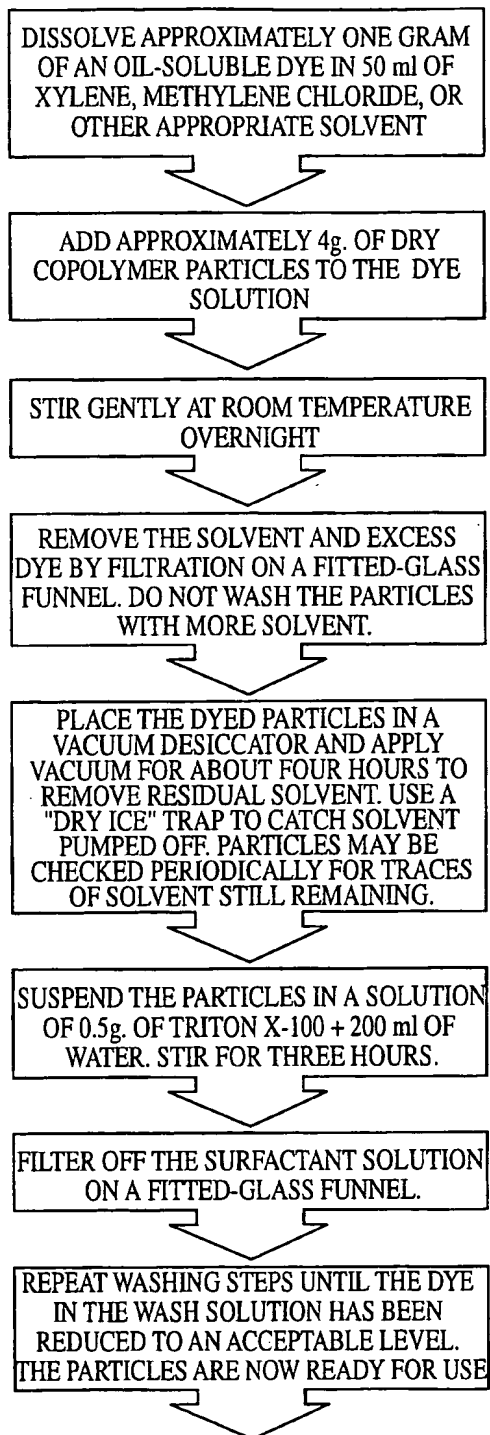 DISSOLVE APPROXIMATELY ONE GRAM
OF AN OIL-SOLUBLE DYE IN 50 ml OF
XYLENE, METHYLENE CHLORIDE, OR
OTHER APPROPRIATE SOLVENT
ADD APPROXIMATELY 4g. OF DRY
COPOLYMER PARTICLES TO THE DYE
SOLUTION
STIR GENTLY AT ROOM TEMPERATURE
OVERNIGHT
REMOVE THE SOLVENT AND EXCESS
DYE BY FILTRATION ON A FITTED-GLASS
FUNNEL. DO NOT WASH THE PARTICLES
WITH MORE SOLVENT.
PLACE THE DYED PARTICLES IN A
VACUUM DESICCATOR AND APPLY
VACUUM FOR ABOUT FOUR HOURS TO
REMOVE RESIDUAL SOLVENT. USE A
"DRY ICE" TRAP TO CATCH SOLVENT
PUMPED OFF. PARTICLES MAY BE
CHECKED PERIODICALLY FOR TRACES
OF SOLVENT STILL REMAINING.
SUSPEND THE PARTICLES IN A SOLUTION
OF 0.5g. OF TRITON X-100 + 200 ml OF
WATER. STIR FOR THREE HOURS.
FILTER OFF THE SURFACTANT SOLUTION
ON A FITTED-GLASS FUNNEL.
REPEAT WASHING STEPS UNTIL THE DYE
IN THE WASH SOLUTION HAS BEEN
REDUCED TO AN ACCEPTABLE LEVEL.
THE PARTICLES ARE NOW READY FOR USE